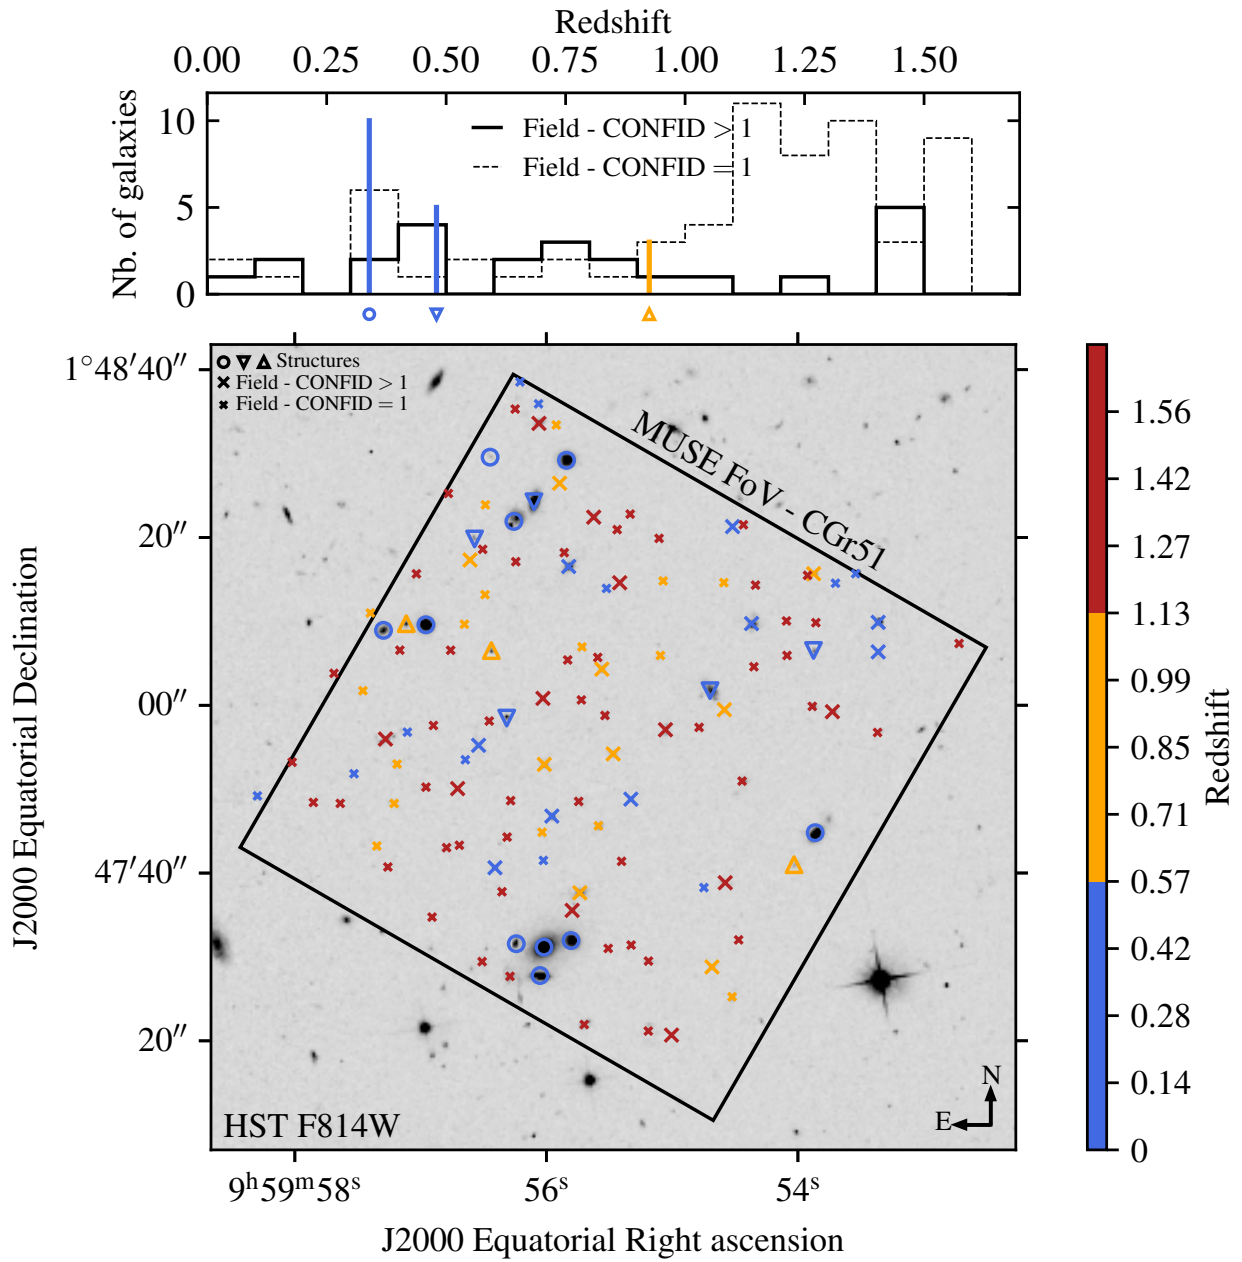 Redshift
0.00 0.25 0.50 0.75 1.00 1.25 1.50
Nb. of galaxies
10
5
0
Field - CONFID > 1
Field - CONFID = 1
1°48′40″
20″
00″
47′40″
20″
J2000 Equatorial Declination
Structures
Field - CONFID > 1
Field - CONFID = 1
MUSE FoV - CGr51
HST F814W
N
E
9ʰ59ᵐ58ˢ 56ˢ 54ˢ
J2000 Equatorial Right ascension
1.56
1.42
1.27
1.13
0.99
0.85
0.71
0.57
0.42
0.28
0.14
0
Redshift